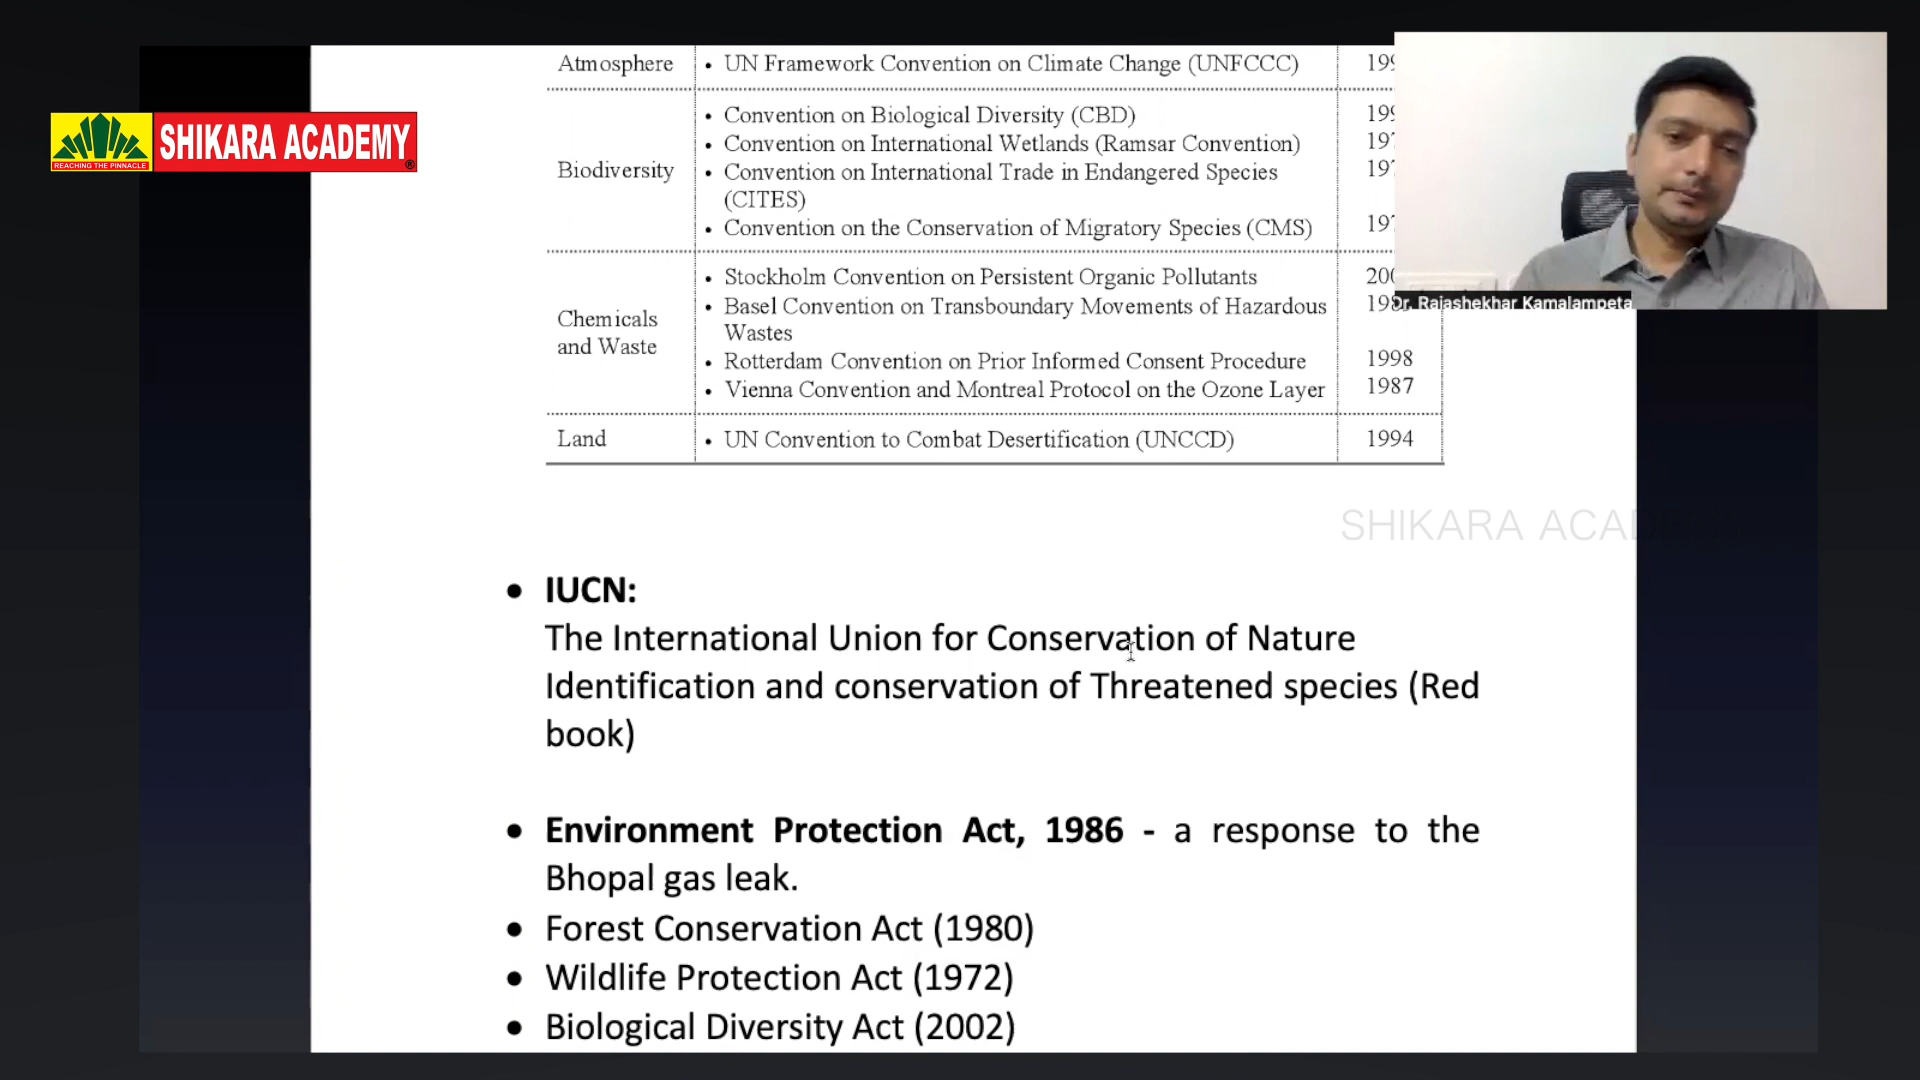 Atmosphere • UN Framework Convention on Climate Change (UNFCCC)
• Convention on Biological Diversity (CBD)
• Convention on International Wetlands (Ramsar Convention)
Biodiversity • Convention on International Trade in Endangered Species
(CITES)
• Convention on the Conservation of Migratory Species (CMS)
SHIKARA ACADEMY®
REACHING THE PINNACLE
• Stockholm Convention on Persistent Organic Pollutants
Dr. Rajashekhar Kamalampeta
Chemicals
and Waste
• Basel Convention on Transboundary Movements of Hazardous
Wastes
• Rotterdam Convention on Prior Informed Consent Procedure 1998
• Vienna Convention and Montreal Protocol on the Ozone Layer 1987
Land • UN Convention to Combat Desertification (UNCCD) 1994
SHIKARA ACAD
• IUCN:
The International Union for Conservation of Nature
Identification and conservation of Threatened species (Red
book)
• Environment Protection Act, 1986 - a response to the
Bhopal gas leak.
• Forest Conservation Act (1980)
• Wildlife Protection Act (1972)
• Biological Diversity Act (2002)